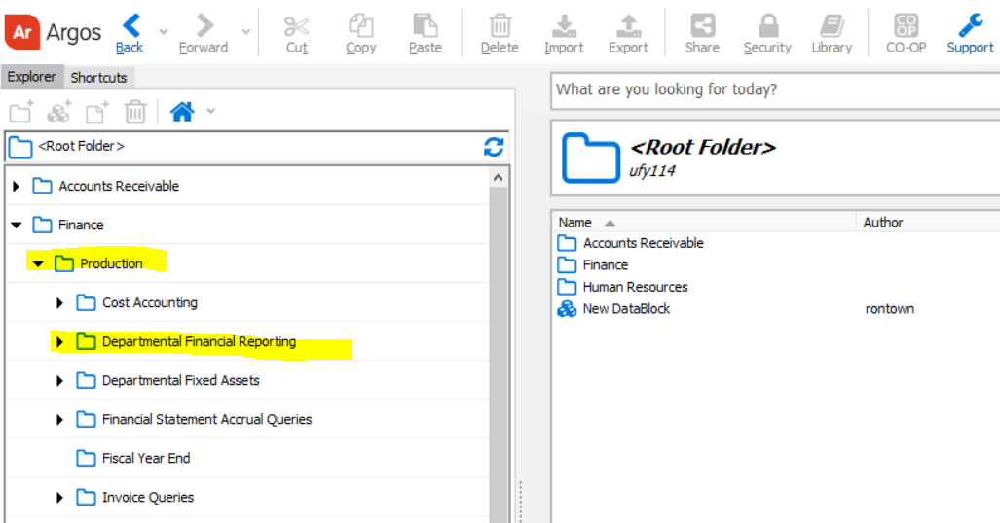 Ar Argos Back Forward Cut Copy Paste Delete Import Export Share Security Library CO-OP Support
CO
OP
Explorer Shortcuts
What are you looking for today?
<Root Folder>
<Root Folder>
ufy114
Accounts Receivable
Finance
Production
Cost Accounting
Departmental Financial Reporting
Departmental Fixed Assets
Financial Statement Accrual Queries
Fiscal Year End
Invoice Queries
Name Author
Accounts Receivable
Finance
Human Resources
New DataBlock rontown